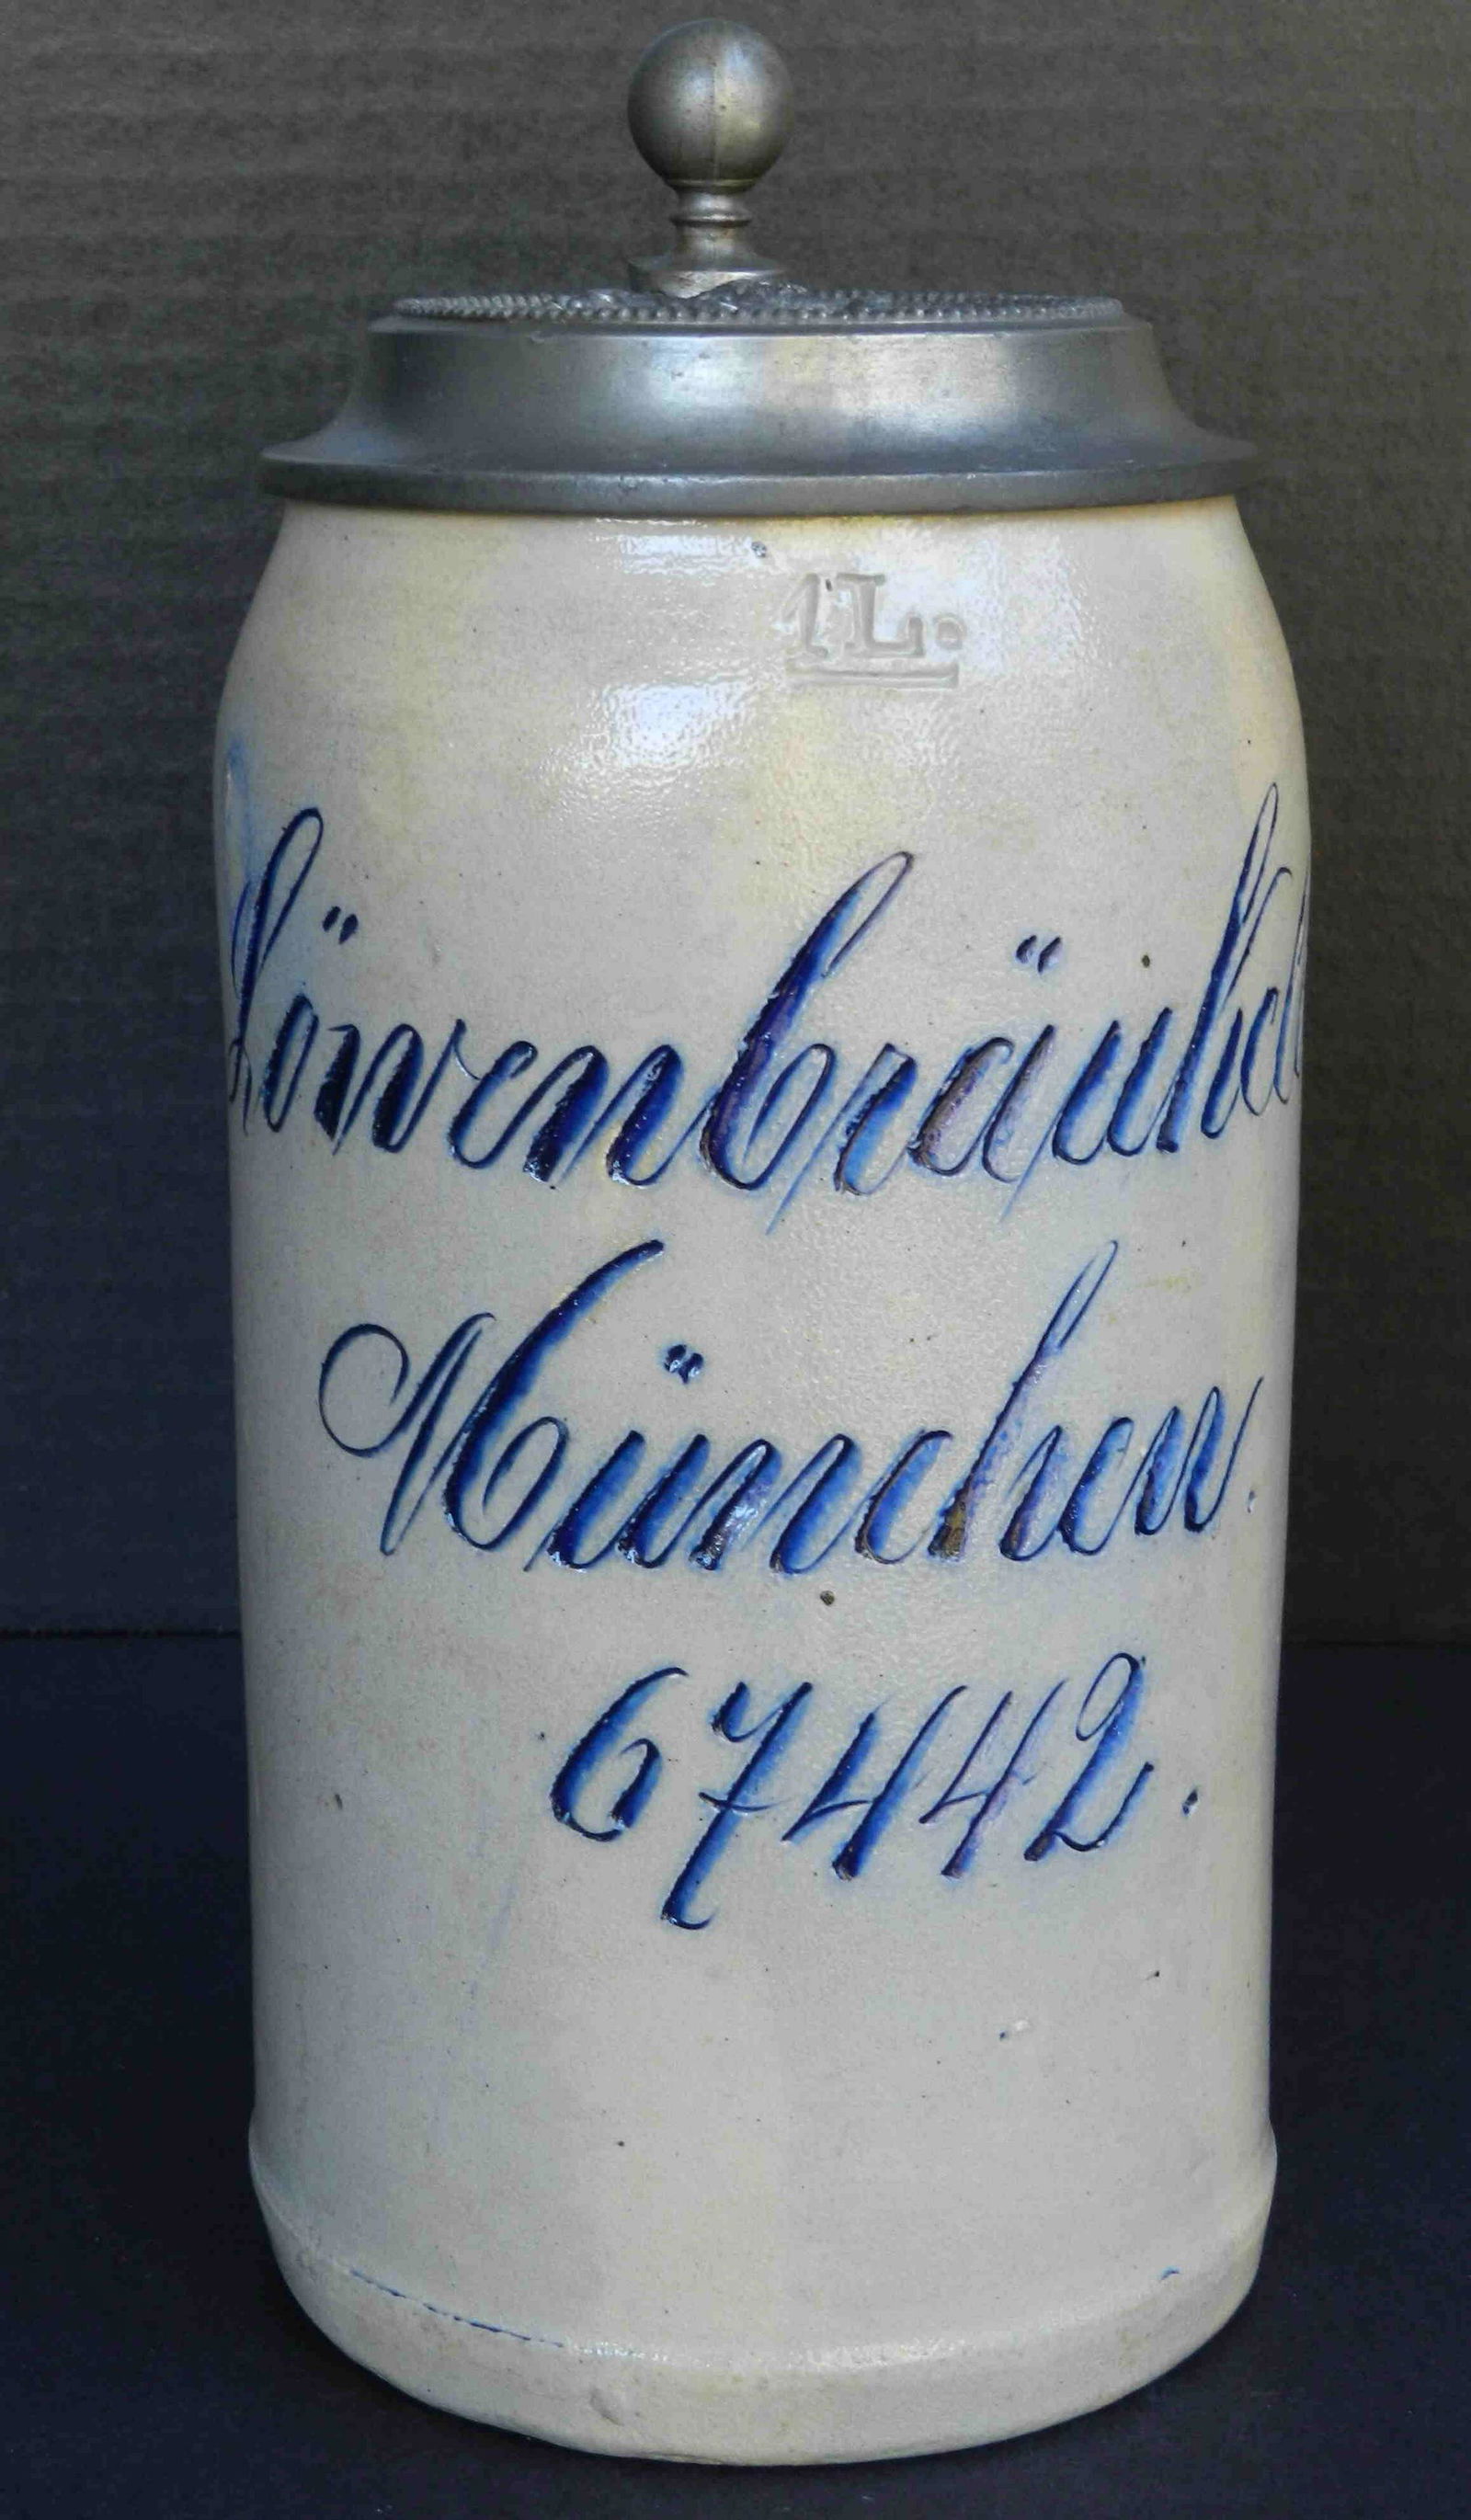 1L.
Löwenbräukel
München.
67442.